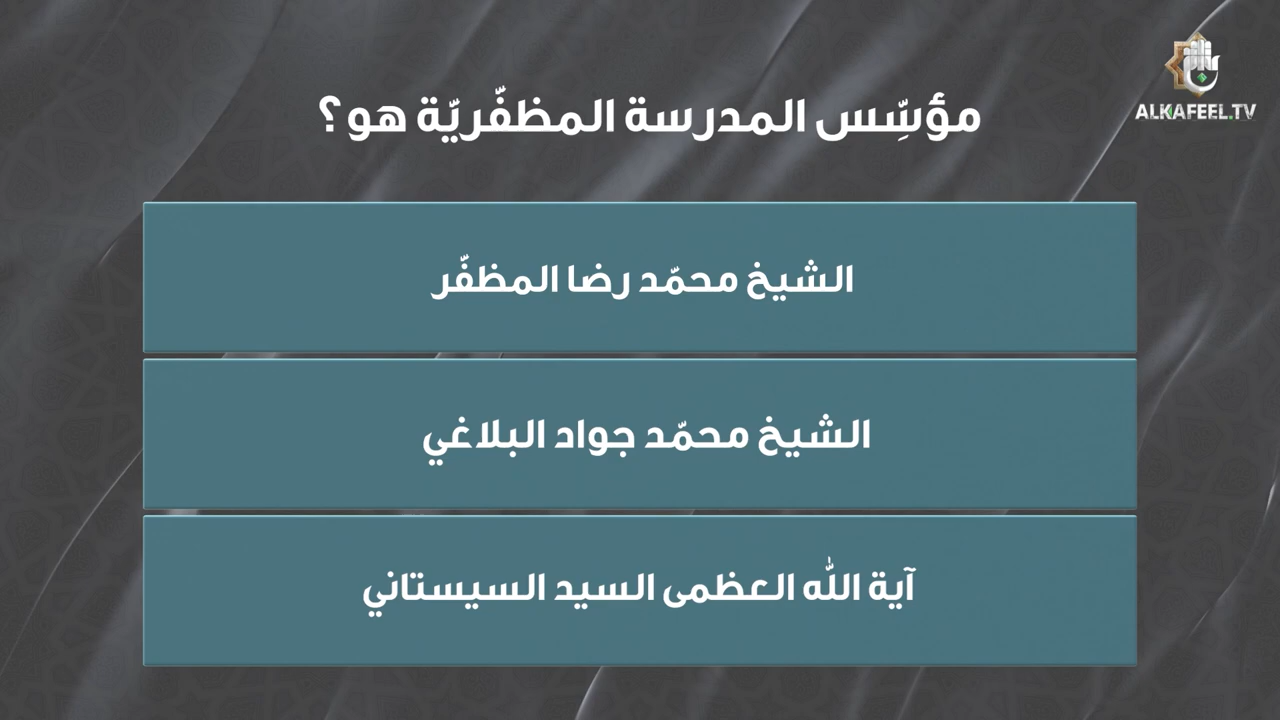 ALKAFEEL.TV
مؤسِّس المدرسة المظفّريّة هو؟
الشيخ محمّد رضا المظفّر
الشيخ محمّد جواد البلاغي
آية الله العظمى السيد السيستاني